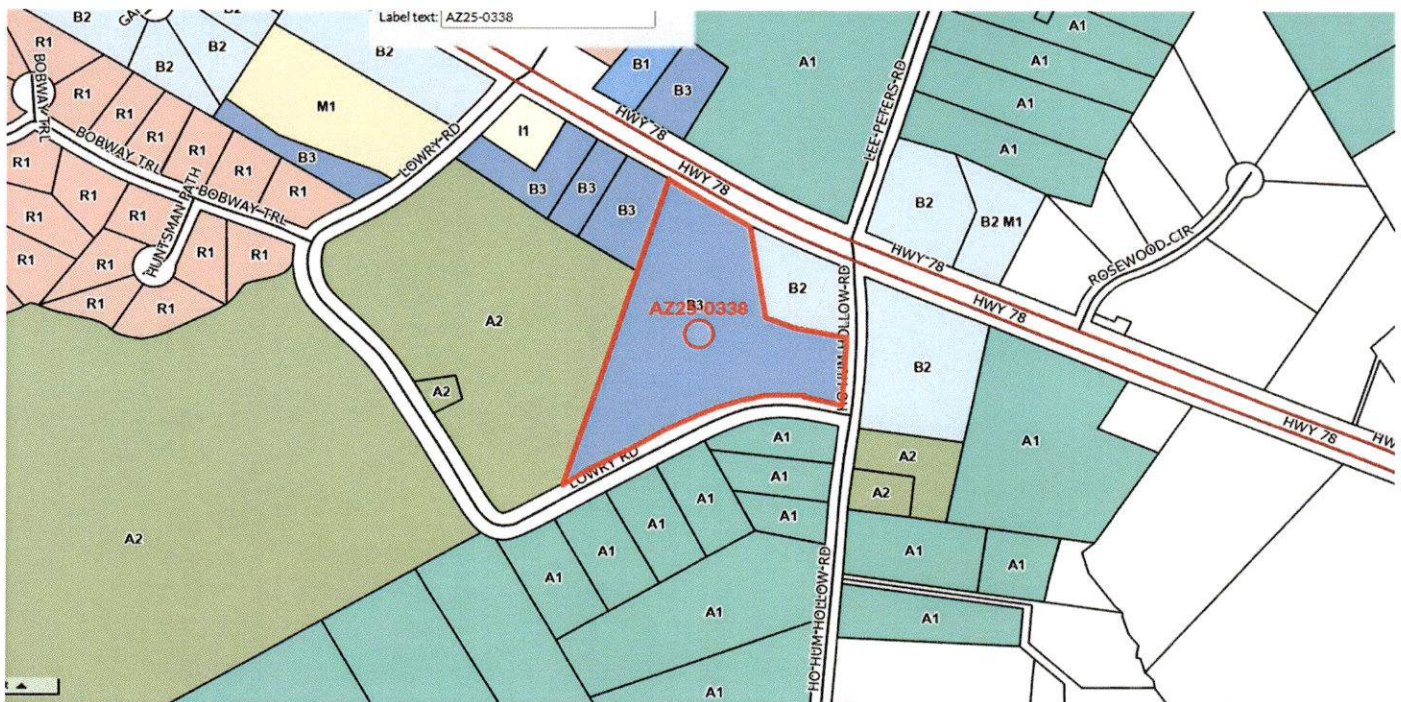 Label text: AZ25-0338
B2
B2
B2
B2
R1
BOBWAY TRL
R1
R1
R1
R1
R1
R1
BOBWAY TRL
BOBWAY TRL
HUNTSMAN PATH
R1
R1
R1
R1
R1
R1
R1
R1
R1
M1
B3
LOWRY RD
I1
B3
B3
B3
B1
B3
HWY 78
HWY 78
A1
LEE-PETERS-RD
A1
A1
A1
A1
B2
B2 M1
ROSEWOOD-CIR
HWY 78
HWY 78
HWY 78
HWY 78
B2
HO-HUM-HOLLOW-RD
B3
AZ25-0338
A2
A2
A2
B2
A1
LOWRY RD
A1
A1
A1
A2
A2
A1
A1
A1
A1
A1
A1
A1
A1
A1
HO-HUM-HOLLOW-RD